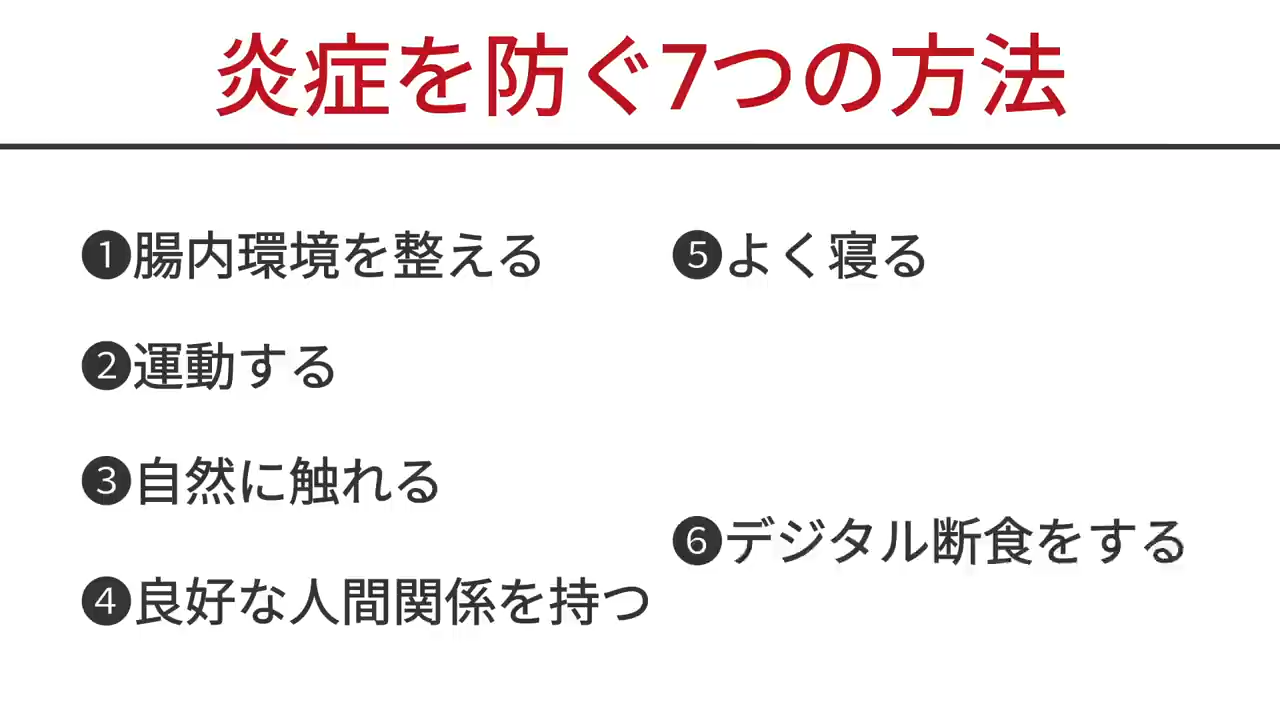 炎症を防ぐ7つの方法
❶腸内環境を整える
❷運動する
❸自然に触れる
❹良好な人間関係を持つ
❺よく寝る
❻デジタル断食をする